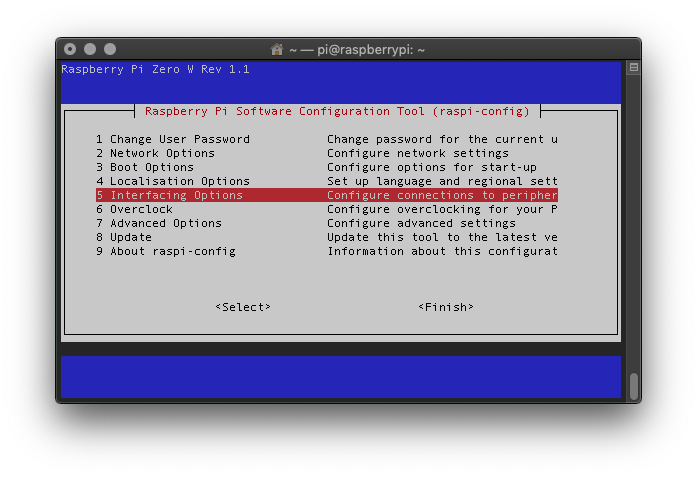 ~ — pi@raspberrypi: ~
Raspberry Pi Zero W Rev 1.1
Raspberry Pi Software Configuration Tool (raspi-config)
1 Change User Password Change password for the current u
2 Network Options Configure network settings
3 Boot Options Configure options for start-up
4 Localisation Options Set up language and regional sett
5 Interfacing Options Configure connections to peripher
6 Overclock Configure overclocking for your P
7 Advanced Options Configure advanced settings
8 Update Update this tool to the latest ve
9 About raspi-config Information about this configurat
<Select> <Finish>